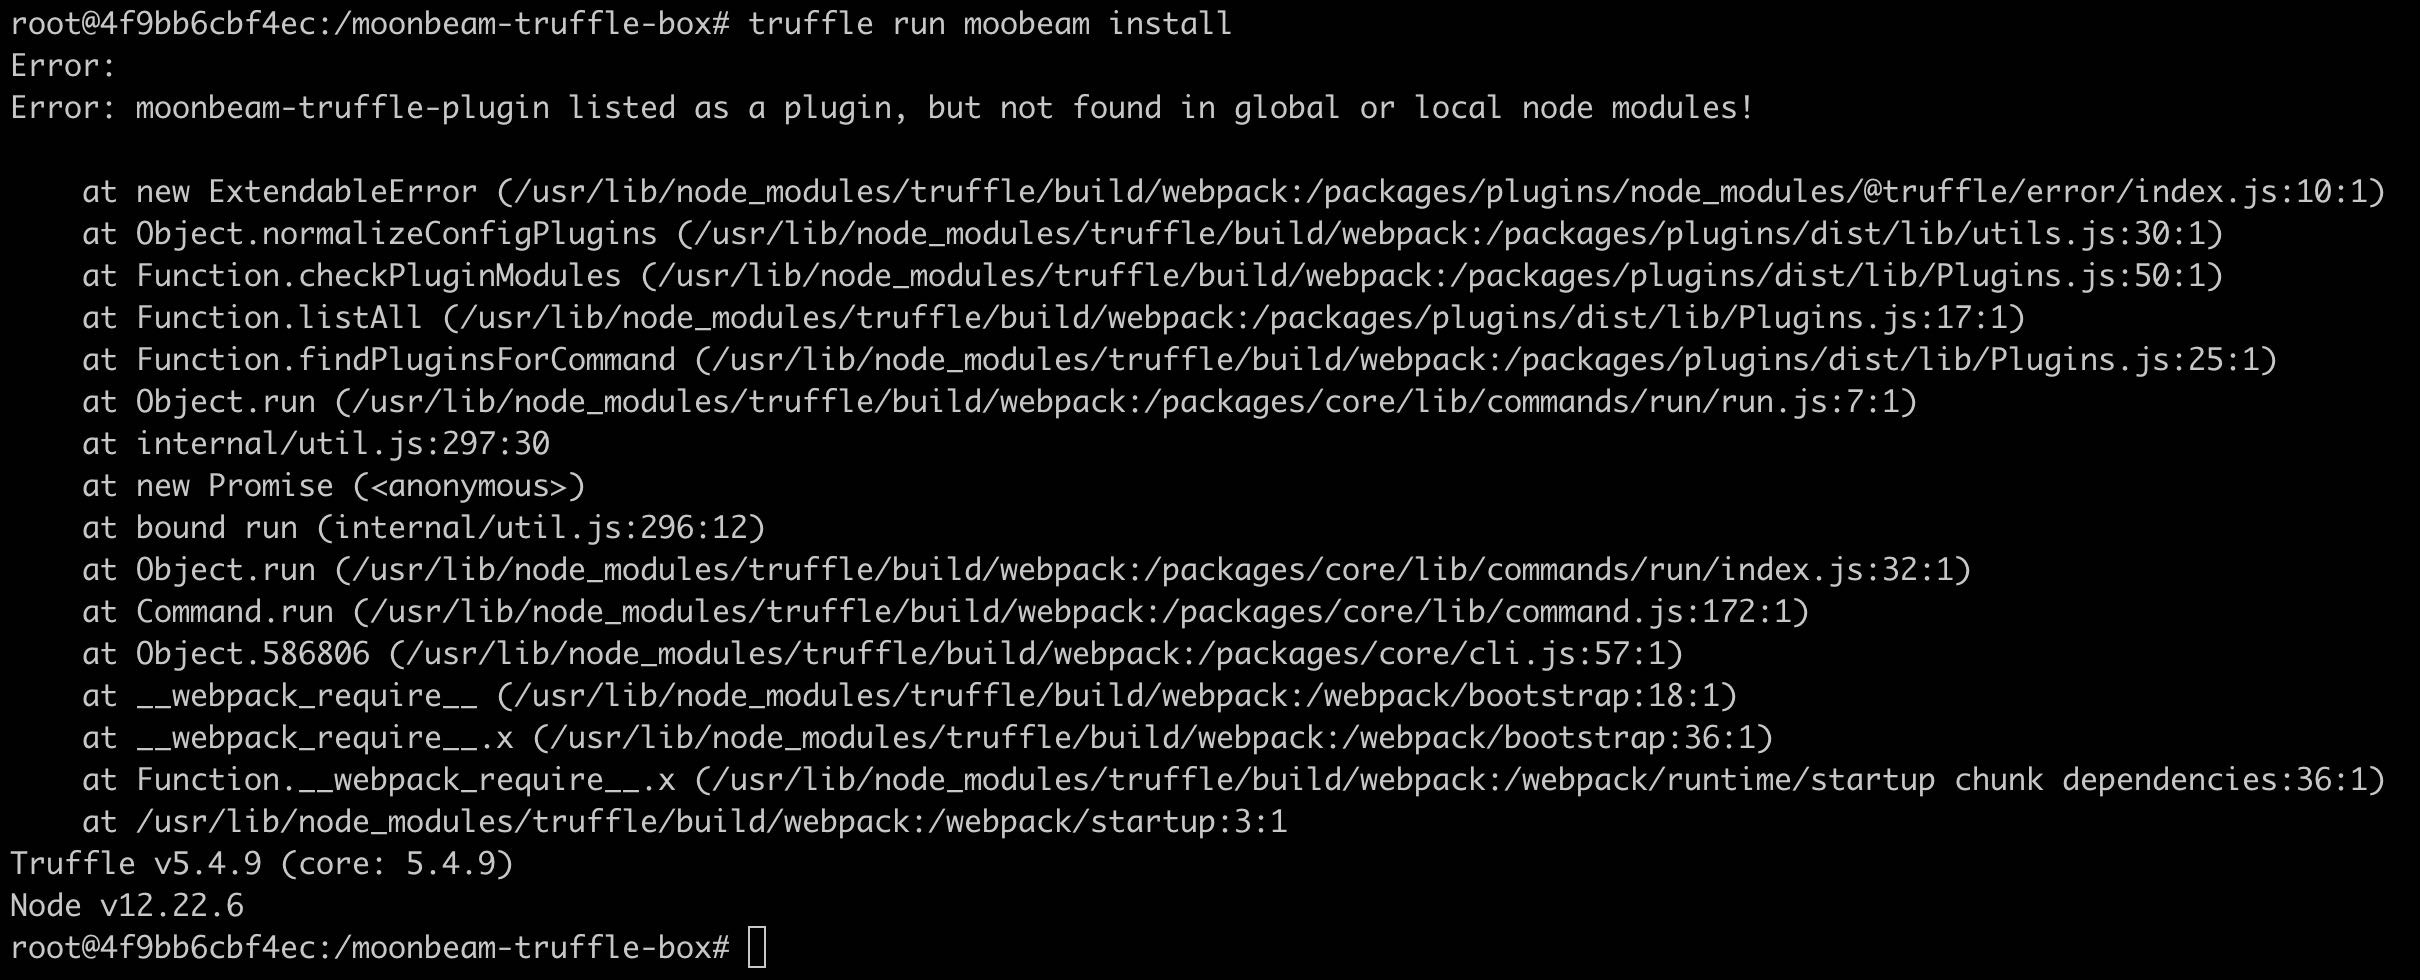 root@4f9bb6cbf4ec:/moonbeam-truffle-box# truffle run moobeam install
Error:
Error: moonbeam-truffle-plugin listed as a plugin, but not found in global or local node modules!
at new ExtendableError (/usr/lib/node_modules/truffle/build/webpack:/packages/plugins/node_modules/@truffle/error/index.js:10:1)
at Object.normalizeConfigPlugins (/usr/lib/node_modules/truffle/build/webpack:/packages/plugins/dist/lib/utils.js:30:1)
at Function.checkPluginModules (/usr/lib/node_modules/truffle/build/webpack:/packages/plugins/dist/lib/Plugins.js:50:1)
at Function.listAll (/usr/lib/node_modules/truffle/build/webpack:/packages/plugins/dist/lib/Plugins.js:17:1)
at Function.findPluginsForCommand (/usr/lib/node_modules/truffle/build/webpack:/packages/plugins/dist/lib/Plugins.js:25:1)
at Object.run (/usr/lib/node_modules/truffle/build/webpack:/packages/core/lib/commands/run/run.js:7:1)
at internal/util.js:297:30
at new Promise (<anonymous>)
at bound run (internal/util.js:296:12)
at Object.run (/usr/lib/node_modules/truffle/build/webpack:/packages/core/lib/commands/run/index.js:32:1)
at Command.run (/usr/lib/node_modules/truffle/build/webpack:/packages/core/lib/command.js:172:1)
at Object.586806 (/usr/lib/node_modules/truffle/build/webpack:/packages/core/cli.js:57:1)
at __webpack_require__ (/usr/lib/node_modules/truffle/build/webpack:/webpack/bootstrap:18:1)
at __webpack_require__.x (/usr/lib/node_modules/truffle/build/webpack:/webpack/bootstrap:36:1)
at Function.__webpack_require__.x (/usr/lib/node_modules/truffle/build/webpack:/webpack/runtime/startup chunk dependencies:36:1)
at /usr/lib/node_modules/truffle/build/webpack:/webpack/startup:3:1
Truffle v5.4.9 (core: 5.4.9)
Node v12.22.6
root@4f9bb6cbf4ec:/moonbeam-truffle-box#